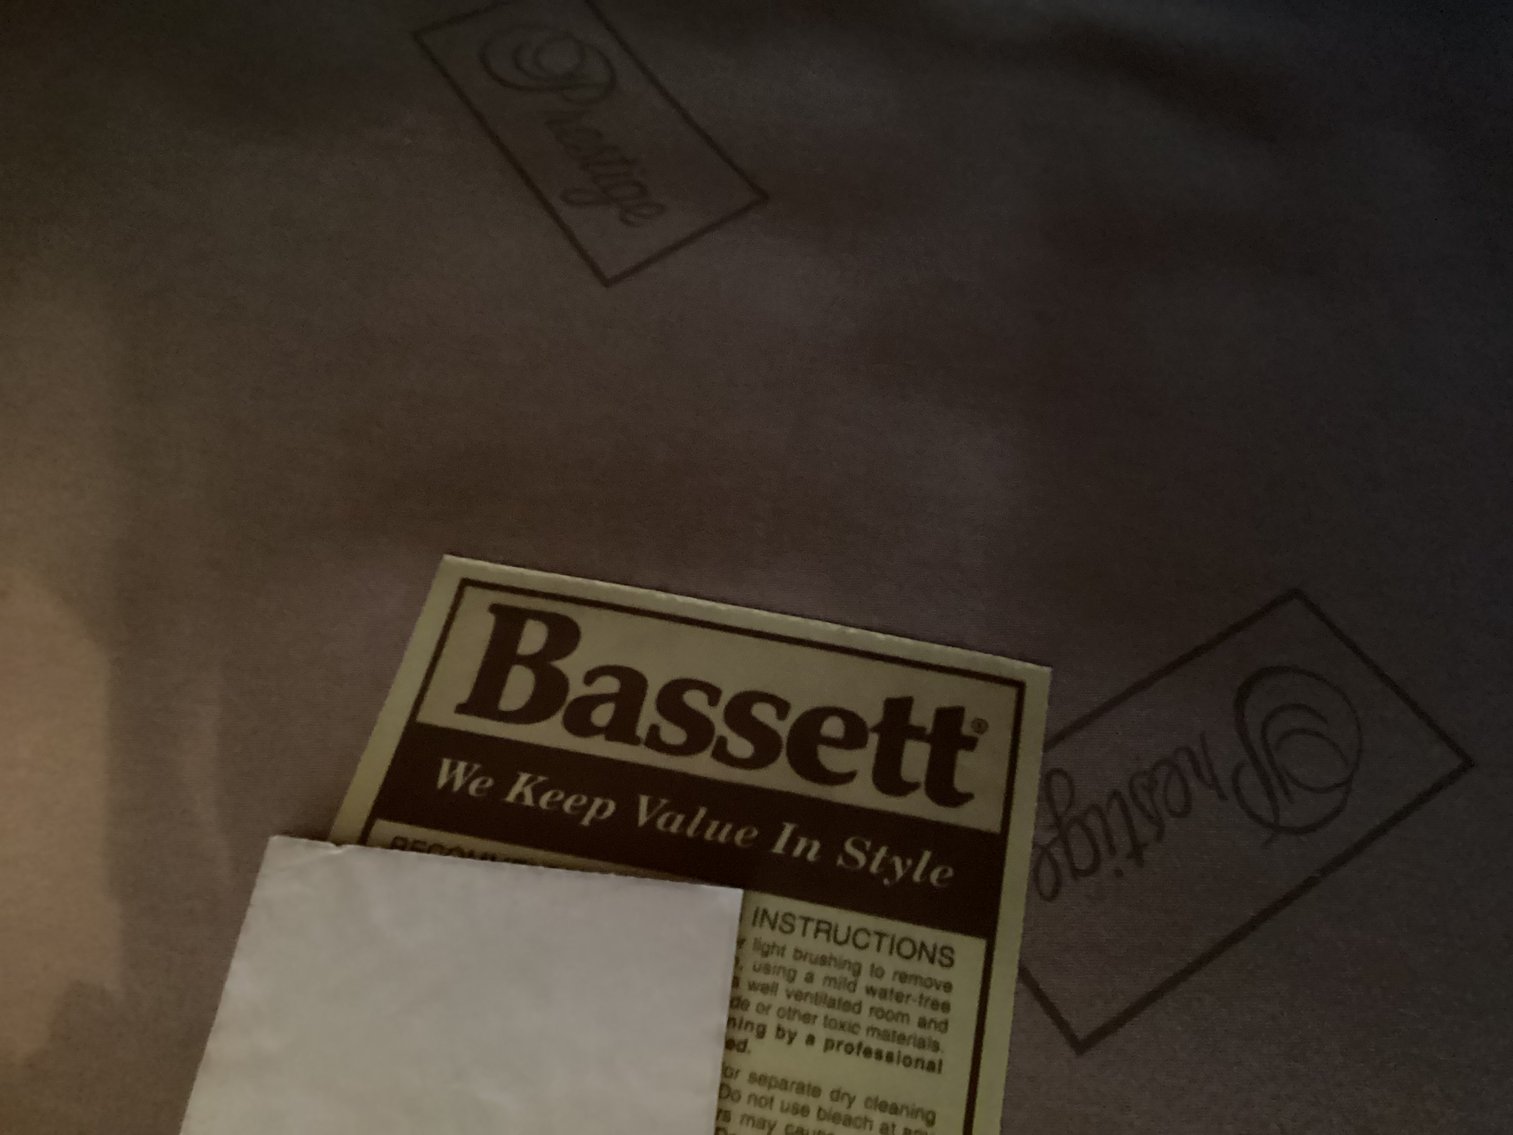 Prestige
Bassett®
We Keep Value In Style
INSTRUCTIONS
light brushing to remove
using a mild water-free
well ventilated room and
or other toxic materials.
by a professional
separate dry cleaning
Do not use bleach at
may
Prestige